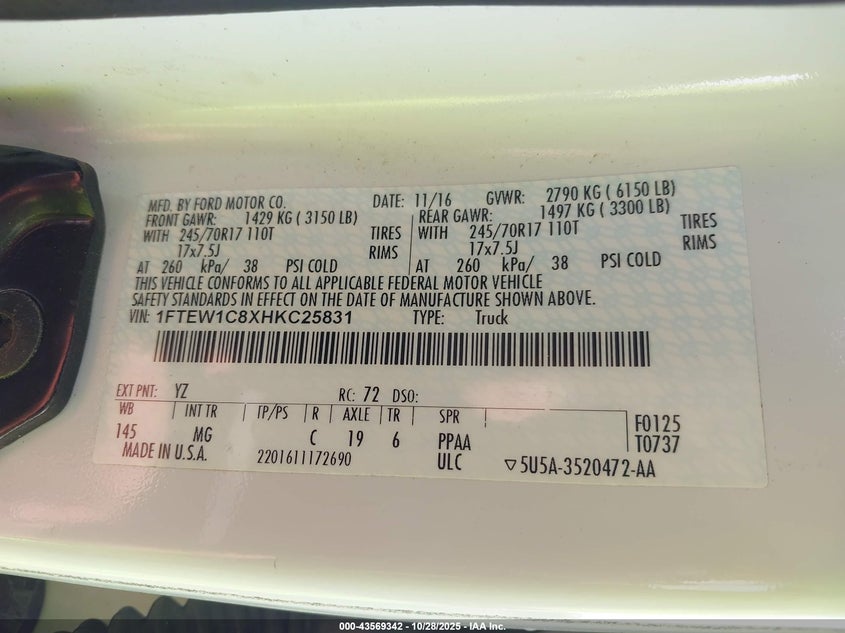 MFD. BY FORD MOTOR CO. DATE: 11/16 GVWR: 2790 KG ( 6150 LB)
FRONT GAWR: 1429 KG ( 3150 LB) REAR GAWR: 1497 KG ( 3300 LB)
WITH 245/70R17 110T TIRES WITH 245/70R17 110T TIRES
17x7.5J RIMS 17x7.5J RIMS
AT 260 kPa/ 38 PSI COLD AT 260 kPa/ 38 PSI COLD
THIS VEHICLE CONFORMS TO ALL APPLICABLE FEDERAL MOTOR VEHICLE
SAFETY STANDARDS IN EFFECT ON THE DATE OF MANUFACTURE SHOWN ABOVE.
VIN: 1FTEW1C8XHKC25831 TYPE: Truck
EXT PNT: YZ RC: 72 DSO:
WB INT TR TP/PS R AXLE TR SPR F0125
145 MG C 19 6 PPAA T0737
MADE IN U.S.A. 2201611172690 ULC ▽5U5A-3520472-AA
000-43569342 | 10/28/2025 - IAA Inc.